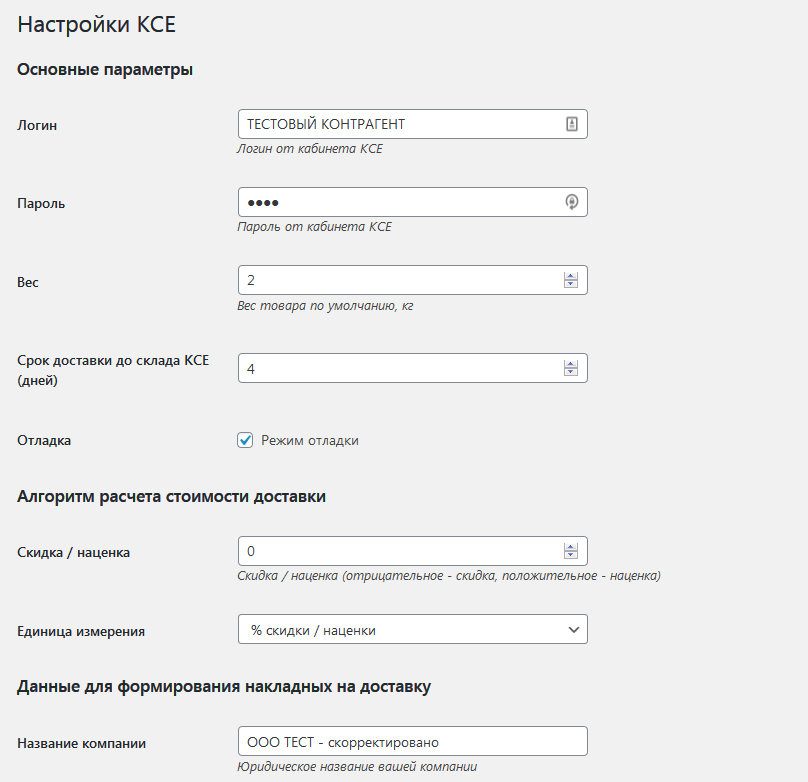 Настройки КСЕ
Основные параметры
Логин
ТЕСТОВЫЙ КОНТРАГЕНТ
Логин от кабинета КСЕ
Пароль
••••
Пароль от кабинета КСЕ
Вес
2
Вес товара по умолчанию, кг
Срок доставки до склада КСЕ
(дней)
4
Отладка
Режим отладки
Алгоритм расчета стоимости доставки
Скидка / наценка
0
Скидка / наценка (отрицательное - скидка, положительное - наценка)
Единица измерения
% скидки / наценки
Данные для формирования накладных на доставку
Название компании
ООО ТЕСТ - скорректировано
Юридическое название вашей компании